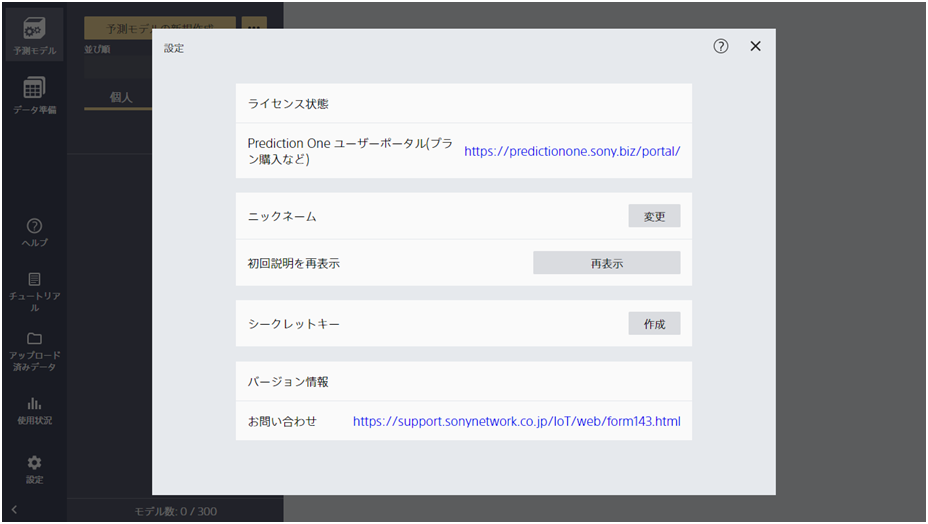 予測モデル
データ準備
ヘルプ
チュートリア
ル
アップロード
済みデータ
使用状況
設定
予測モデルの新規作成
並び順
個人
モデル数: 0 / 300
設定
ライセンス状態
Prediction One ユーザーポータル(プラ
ン購入など)
https://predictionone.sony.biz/portal/
ニックネーム
変更
初回説明を再表示
再表示
シークレットキー
作成
バージョン情報
お問い合わせ
https://support.sonynetwork.co.jp/IoT/web/form143.html